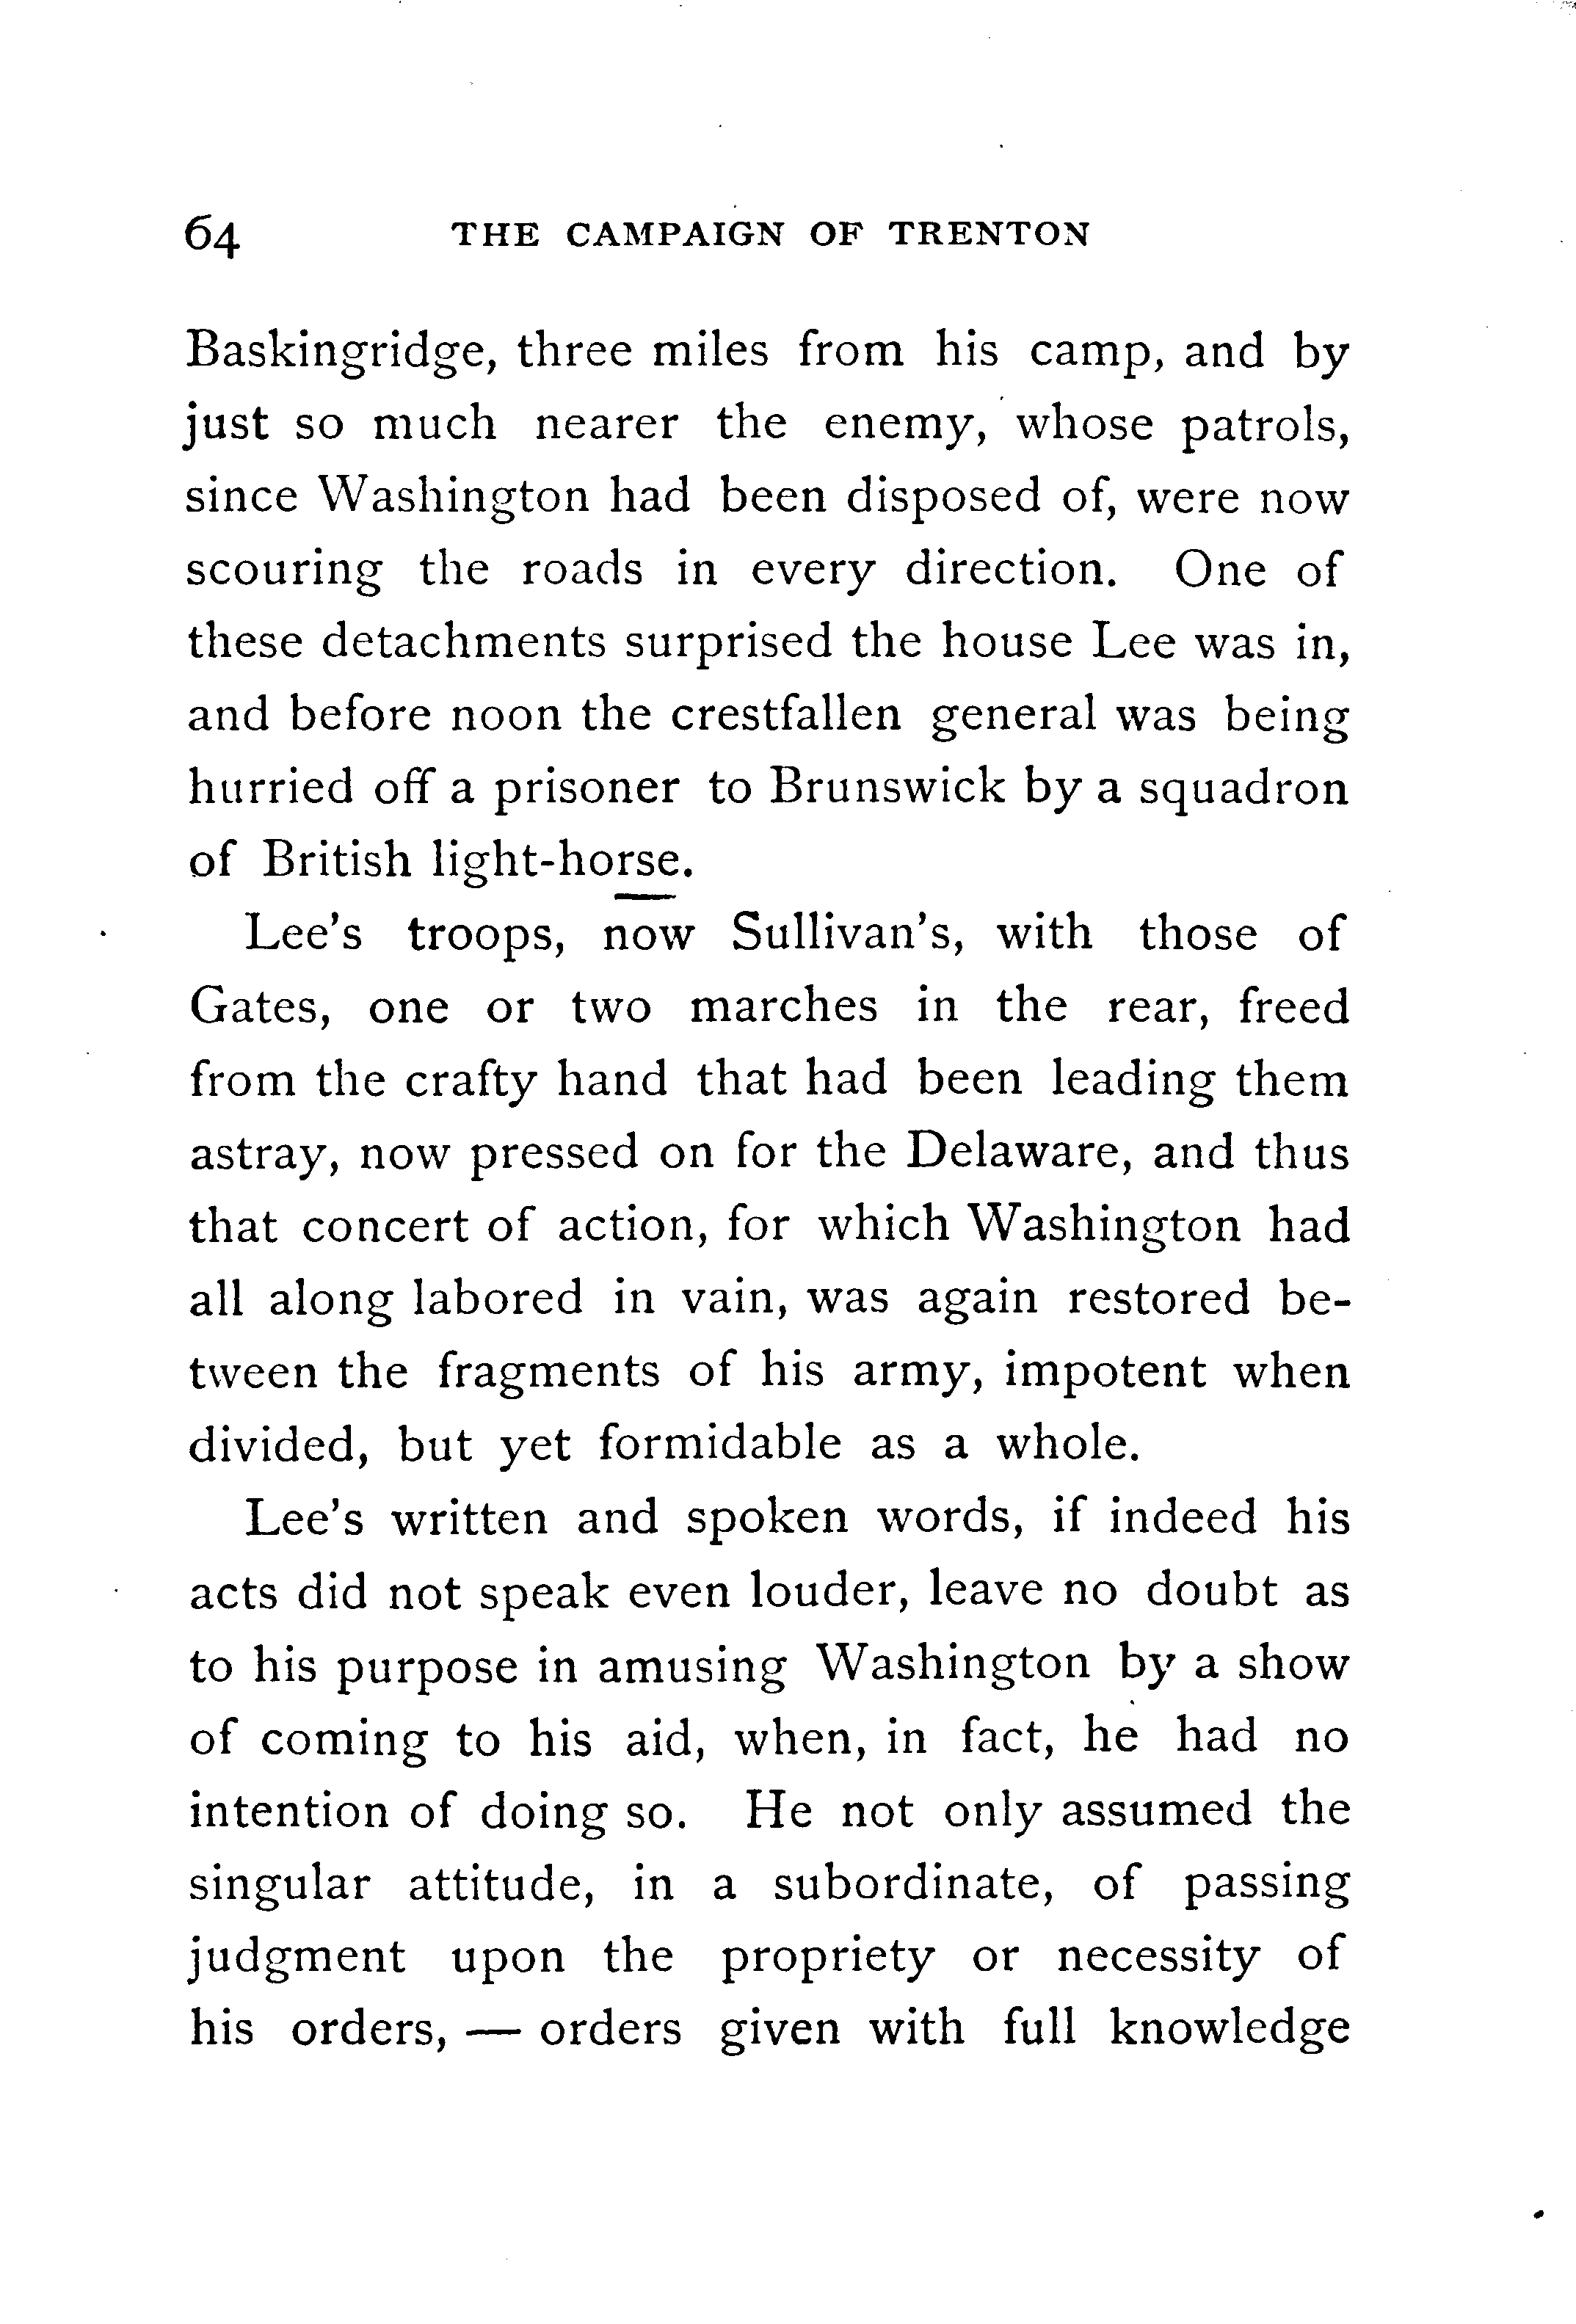 64 THE CAMPAIGN OF TRENTON
Baskingridge, three miles from his camp, and by
just so much nearer the enemy, whose patrols,
since Washington had been disposed of, were now
scouring the roads in every direction. One of
these detachments surprised the house Lee was in,
and before noon the crestfallen general was being
hurried off a prisoner to Brunswick by a squadron
of British light-horse.
Lee's troops, now Sullivan's, with those of
Gates, one or two marches in the rear, freed
from the crafty hand that had been leading them
astray, now pressed on for the Delaware, and thus
that concert of action, for which Washington had
all along labored in vain, was again restored be-
tween the fragments of his army, impotent when
divided, but yet formidable as a whole.
Lee's written and spoken words, if indeed his
acts did not speak even louder, leave no doubt as
to his purpose in amusing Washington by a show
of coming to his aid, when, in fact, he had no
intention of doing so. He not only assumed the
singular attitude, in a subordinate, of passing
judgment upon the propriety or necessity of
his orders, — orders given with full knowledge